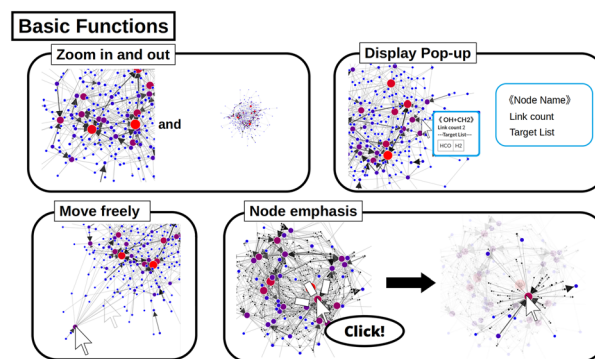 Basic Functions
Zoom in and out
and
Display Pop-up
《OH+CH2》
Link count 2
---Target List---
HCO H2
《Node Name》
Link count
Target List
Move freely
Node emphasis
Click!